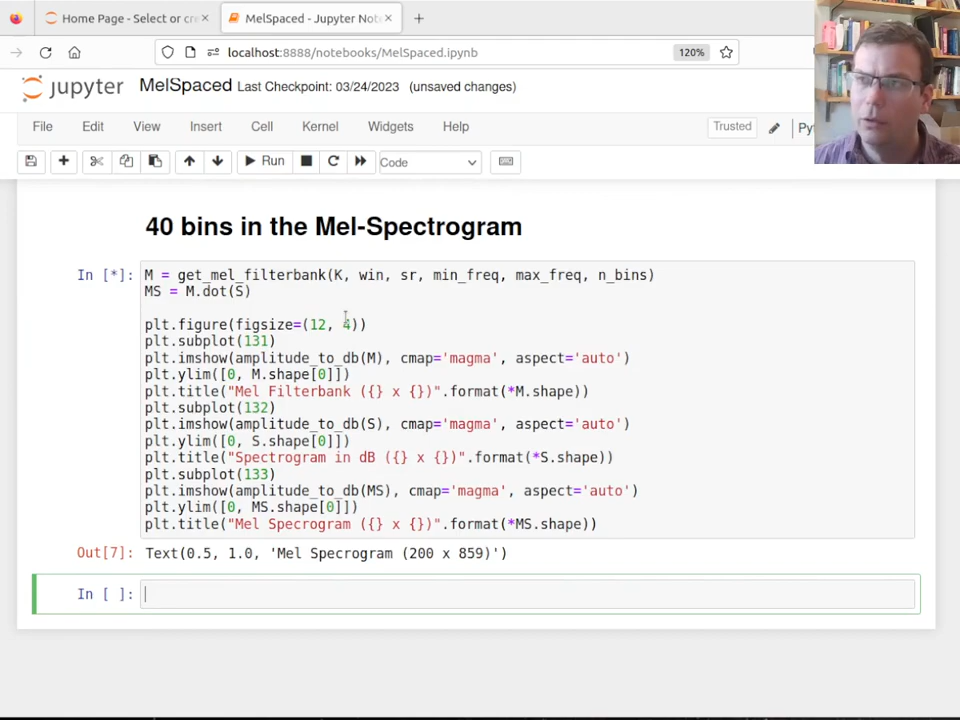 Home Page - Select or cre
MelSpaced - Jupyter Not
localhost:8888/notebooks/MelSpaced.ipynb
120%
jupyter MelSpaced Last Checkpoint: 03/24/2023 (unsaved changes)
File Edit View Insert Cell Kernel Widgets Help
Trusted
Run
Code
40 bins in the Mel-Spectrogram
In [*]: M = get_mel_filterbank(K, win, sr, min_freq, max_freq, n_bins)
MS = M.dot(S)
plt.figure(figsize=(12, 4))
plt.subplot(131)
plt.imshow(amplitude_to_db(M), cmap='magma', aspect='auto')
plt.ylim([0, M.shape[0]])
plt.title("Mel Filterbank ({} x {})".format(*M.shape))
plt.subplot(132)
plt.imshow(amplitude_to_db(S), cmap='magma', aspect='auto')
plt.ylim([0, S.shape[0]])
plt.title("Spectrogram in dB ({} x {})".format(*S.shape))
plt.subplot(133)
plt.imshow(amplitude_to_db(MS), cmap='magma', aspect='auto')
plt.ylim([0, MS.shape[0]])
plt.title("Mel Specrogram ({} x {})".format(*MS.shape))
Out[7]: Text(0.5, 1.0, 'Mel Specrogram (200 x 859)')
In [ ]: